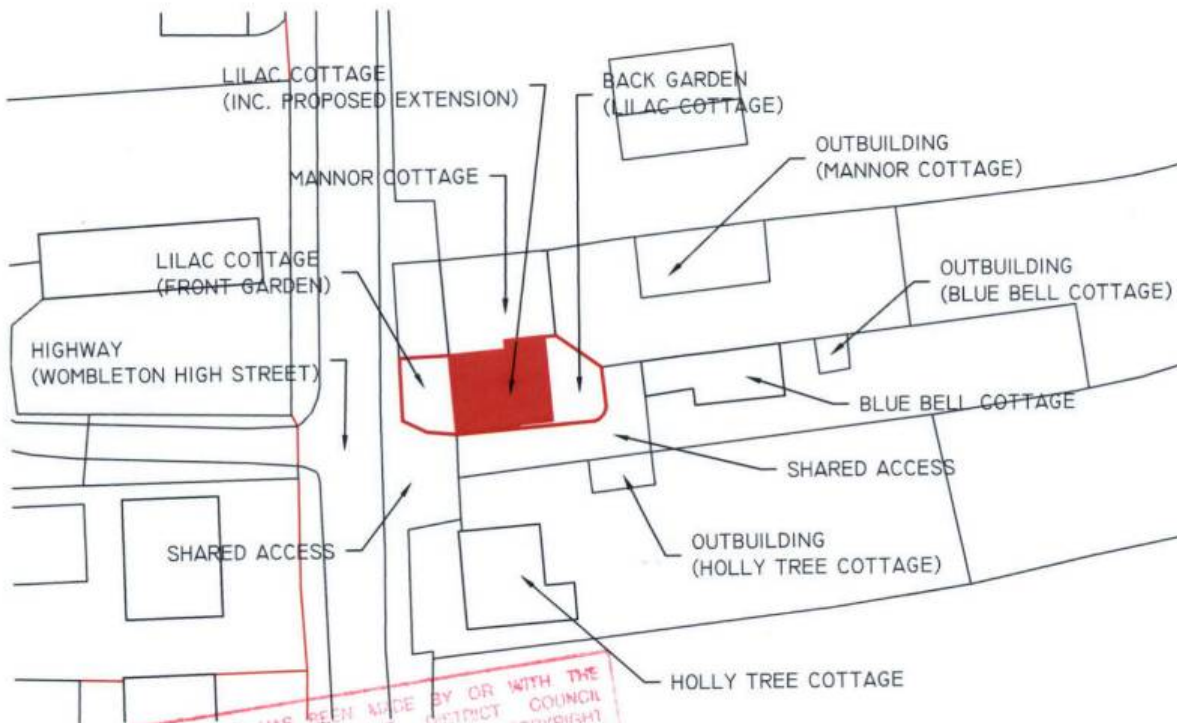 LILAC COTTAGE
(INC. PROPOSED EXTENSION)
BACK GARDEN
(LILAC COTTAGE)
OUTBUILDING
(MANNOR COTTAGE)
MANNOR COTTAGE
LILAC COTTAGE
(FRONT GARDEN)
OUTBUILDING
(BLUE BELL COTTAGE)
HIGHWAY
(WOMBLETON HIGH STREET)
BLUE BELL COTTAGE
SHARED ACCESS
SHARED ACCESS
OUTBUILDING
(HOLLY TREE COTTAGE)
HOLLY TREE COTTAGE
HAS BEEN MADE BY OR WITH THE
DISTRICT COUNCIL